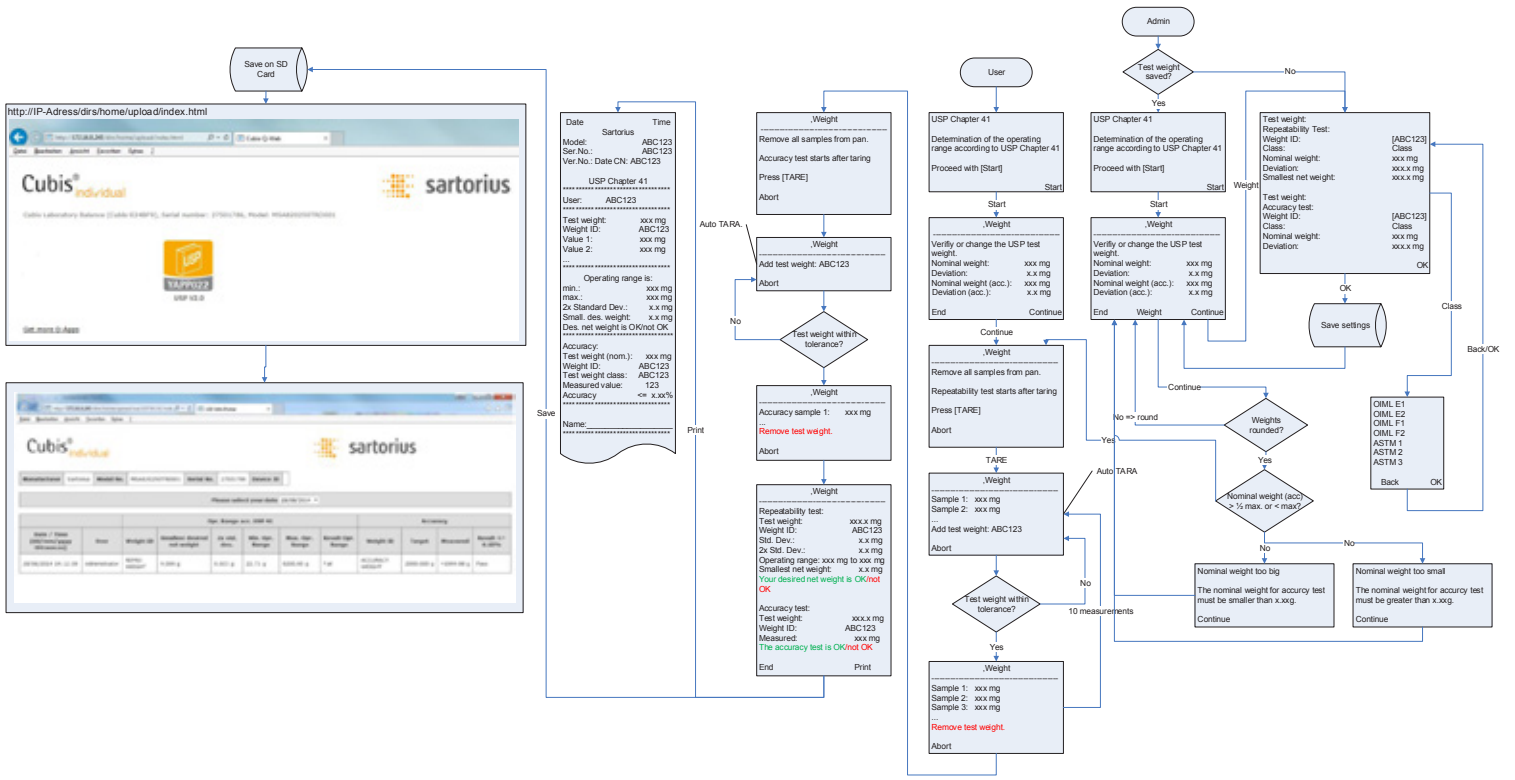 Save on SD
Card
http://IP-Adress/dirs/home/upload/index.html
Cubis®
individual
sartorius
USP
YAPP022
USP V2.0
Get more Q-Apps
Cubis®
individual
sartorius
Date Time
Sartorius
Model: ABC123
Ser.No.: ABC123
Ver.No.: Date CN: ABC123
USP Chapter 41
********************************
User: ABC123
********************************
Test weight: xxx mg
Weight ID: ABC123
Value 1: xxx mg
Value 2: xxx mg
...
********************************
Operating range is:
min.: xxx mg
max.: xxx mg
2x Standard Dev.: x.x mg
Small. des. weight: x.x mg
Des. net weight is OK/not OK
********************************
Accuracy:
Test weight (nom.): xxx mg
Weight ID: ABC123
Test weight class: ABC123
Measured value: 123
Accuracy <= x.xx%
********************************
Name:____________________
********************************
Save
Print
,Weight
--------------------------------
Remove all samples from pan.
Accuracy test starts after taring
Press [TARE]
Abort
Auto TARA.
,Weight
--------------------------------
Add test weight: ABC123
Abort
No
Test weight within
tolerance?
,Weight
--------------------------------
Accuracy sample 1: xxx mg
...
Remove test weight.
Abort
,Weight
--------------------------------
Repeatability test:
Test weight: xxx.x mg
Weight ID: ABC123
Std. Dev.: x.x mg
2x Std. Dev.: x.x mg
Operating range: xxx mg to xxx mg
Smallest net weight: x.x mg
Your desired net weight is OK/not
OK
Accuracy test:
Test weight: xxx.x mg
Weight ID: ABC123
Measured: xxx mg
The accuracy test is OK/not OK
End Print
User
USP Chapter 41
Determination of the operating
range according to USP Chapter 41
Proceed with [Start]
Start
Start
,Weight
--------------------------------
Verifiy or change the USP test
weight.
Nominal weight: xxx mg
Deviation: x.x mg
Nominal weight (acc.): xxx mg
Deviation (acc.): x.x mg
End Continue
Continue
,Weight
--------------------------------
Remove all samples from pan.
Repeatability test starts after taring
Press [TARE]
Abort
TARE
Auto TARA
,Weight
--------------------------------
Sample 1: xxx mg
Sample 2: xxx mg
...
Add test weight: ABC123
Abort
Test weight within
tolerance?
No
10 measurements
Yes
,Weight
--------------------------------
Sample 1: xxx mg
Sample 2: xxx mg
Sample 3: xxx mg
...
Remove test weight.
Abort
Admin
Test weight
saved?
No
Yes
USP Chapter 41
Determination of the operating
range according to USP Chapter 41
Proceed with [Start]
Start
Start
Weight
,Weight
--------------------------------
Verifiy or change the USP test
weight.
Nominal weight: xxx mg
Deviation: x.x mg
Nominal weight (acc.): xxx mg
Deviation (acc.): x.x mg
End Weight Continue
Continue
Test weight:
Repeatability Test:
Weight ID: [ABC123]
Class: Class
Nominal weight: xxx mg
Deviation: xxx.x mg
Smallest net weight: xxx.x mg
Test weight:
Accuracy test:
Weight ID: [ABC123]
Class: Class
Nominal weight: xxx mg
Deviation: xxx.x mg
OK
OK
Save settings
Class
Back/OK
OIML E1
OIML E2
OIML F1
OIML F2
ASTM 1
ASTM 2
ASTM 3
Back OK
Weights
rounded?
No => round
Yes
Yes
Nominal weight (acc)
> ½ max. or < max?
No
No
Nominal weight too big
The nominal weight for accurcy test
must be smaller than x.xxg.
Continue
Nominal weight too small
The nominal weight for accurcy test
must be greater than x.xxg.
Continue